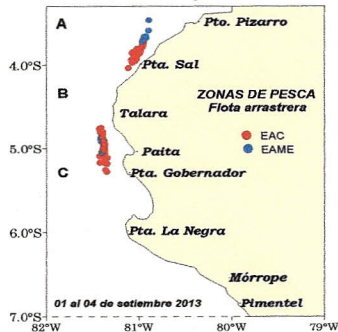 A
Pto. Pizarro
4.0°S
Pta. Sal
B
ZONAS DE PESCA
Flota arrastrera
Talara
EAC
EAME
5.0°S
Paita
C
Pta. Gobernador
6.0°S
Pta. La Negra
Mórrope
01 al 04 de setiembre 2013
Pimentel
7.0°S
82°W
81°W
80°W
79°W